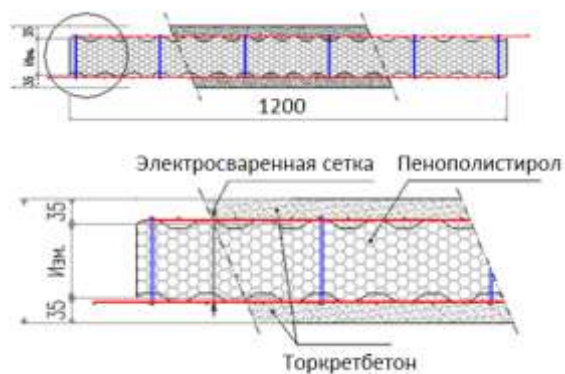 35
Изм.
35
1200
Электросваренная сетка
Пенополистирол
35
Изм.
35
Торкретбетон